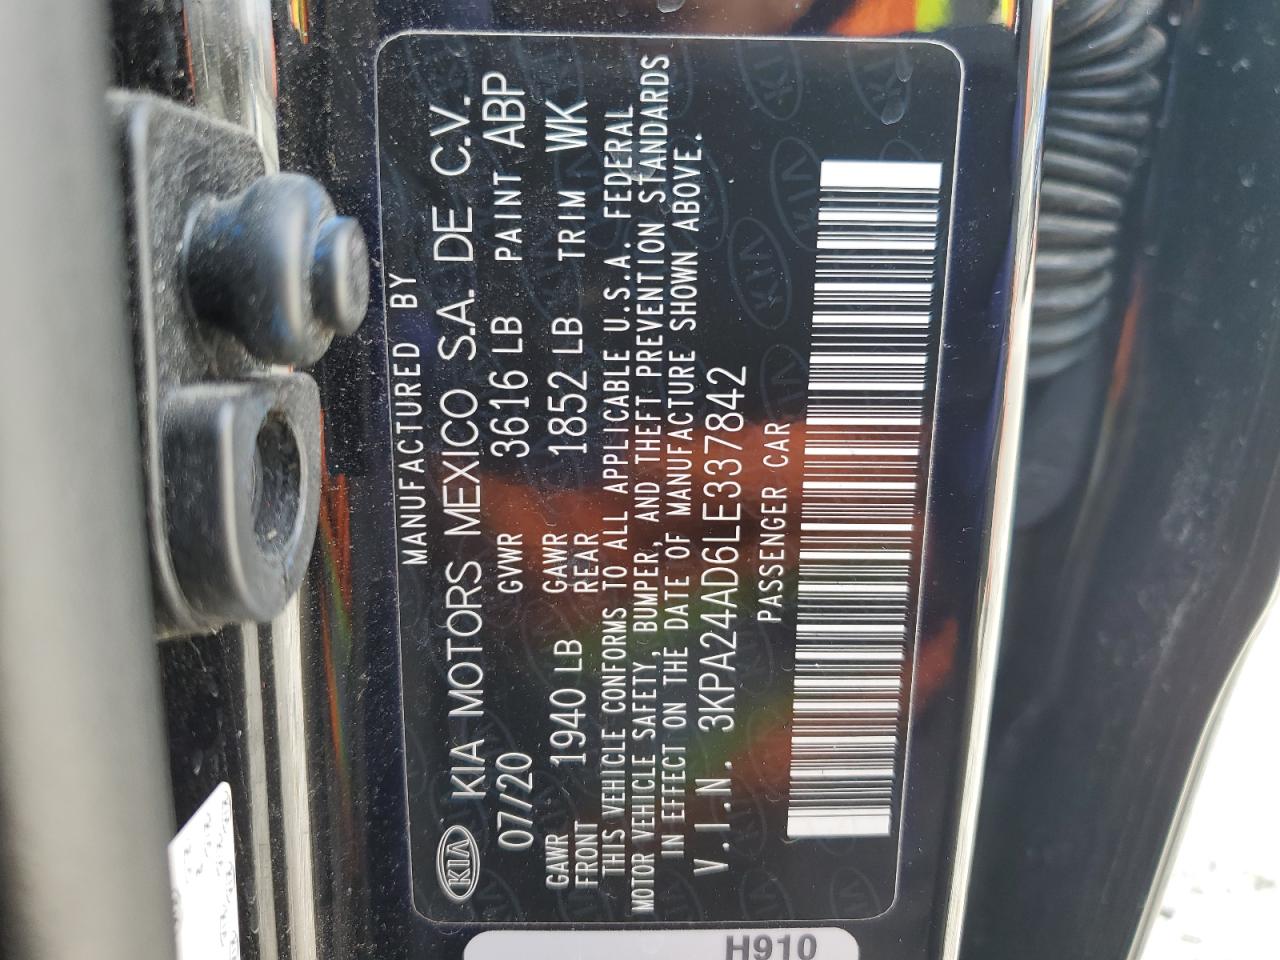 MANUFACTURED BY
KIA KIA MOTORS MEXICO S.A. DE C.V.
07/20 GVWR 3616 LB PAINT ABP
GAWR FRONT 1940 LB GAWR REAR 1852 LB TRIM WK
THIS VEHICLE CONFORMS TO ALL APPLICABLE U.S.A. FEDERAL
MOTOR VEHICLE SAFETY, BUMPER, AND THEFT PREVENTION STANDARDS
IN EFFECT ON THE DATE OF MANUFACTURE SHOWN ABOVE.
V.I.N. 3KPA24AD6LE337842
PASSENGER CAR
H910